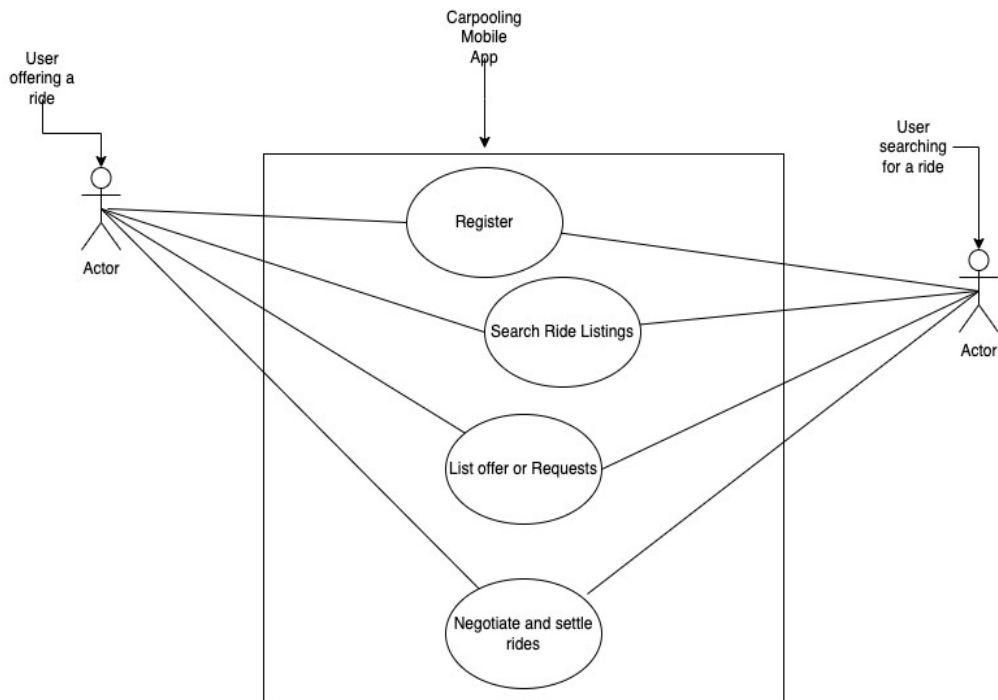 Carpooling
Mobile
App
User
offering a
ride
User
searching
for a ride
Register
Actor
Search Ride Listings
Actor
List offer or Requests
Negotiate and settle
rides